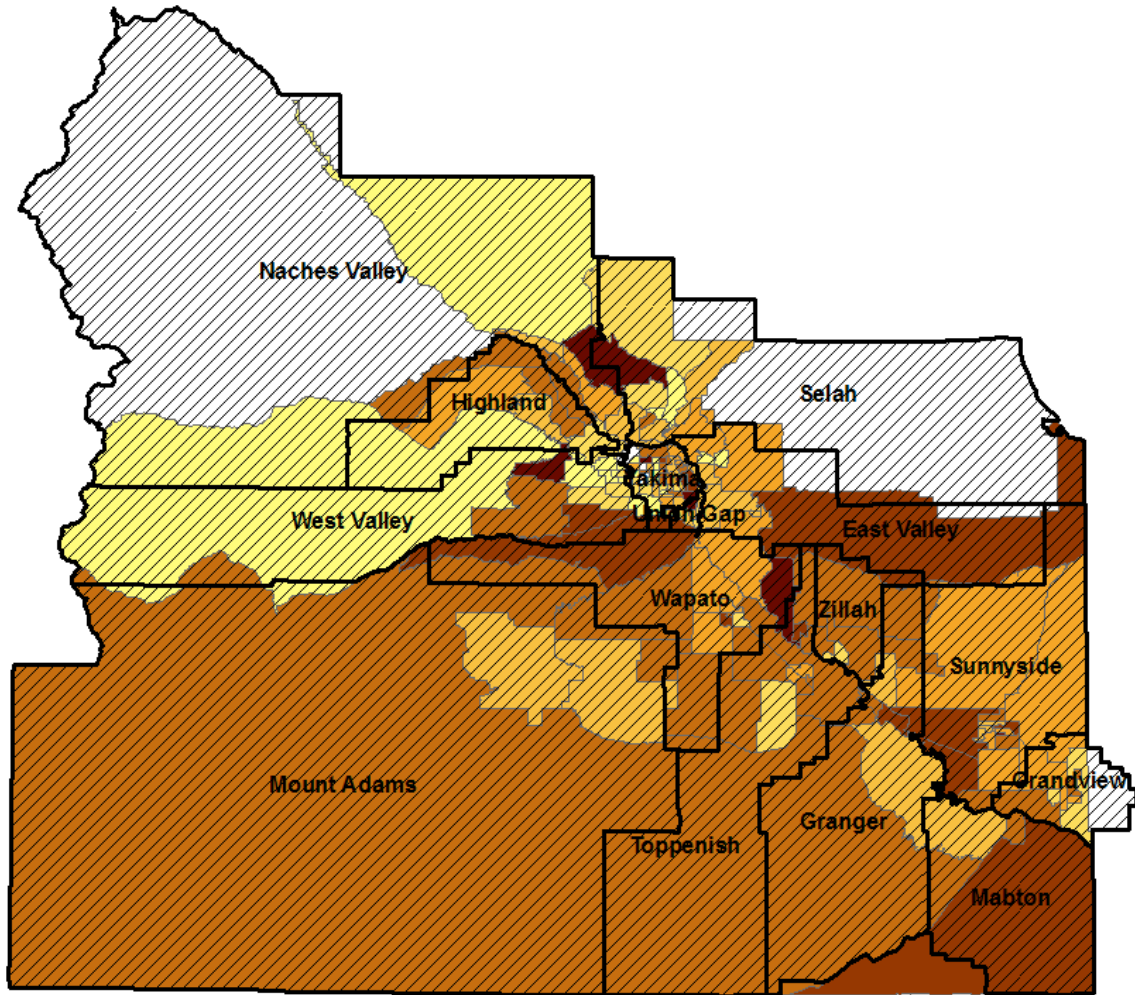 Naches Valley
Selah
Highland
Yakima
Union Gap
West Valley
East Valley
Wapato
Zillah
Sunnyside
Mount Adams
Grandview
Granger
Toppenish
Mabton